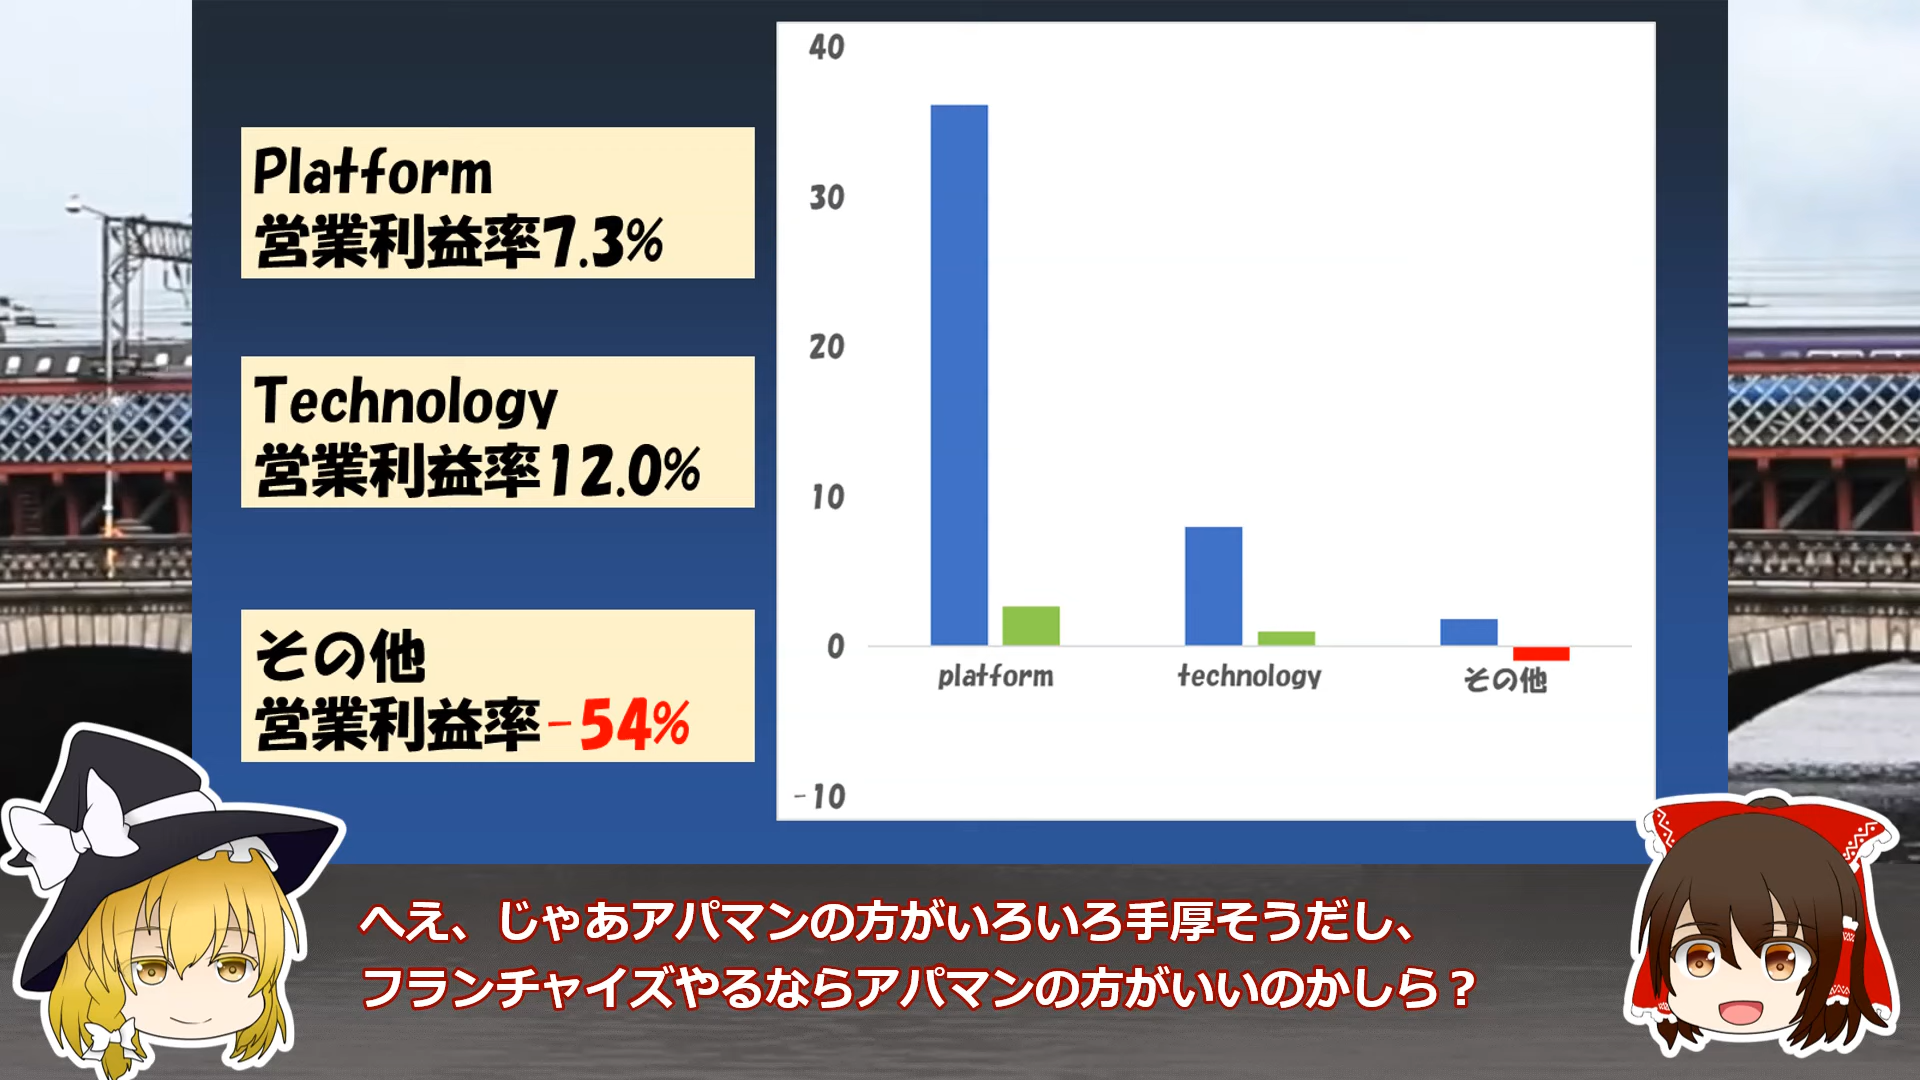 Platform
営業利益率7.3%
Technology
営業利益率12.0%
その他
営業利益率-54%
40
30
20
10
0
-10
platform
technology
その他
へえ、じゃあアパマンの方がいろいろ手厚そうだし、
フランチャイズやるならアパマンの方がいいのかしら？